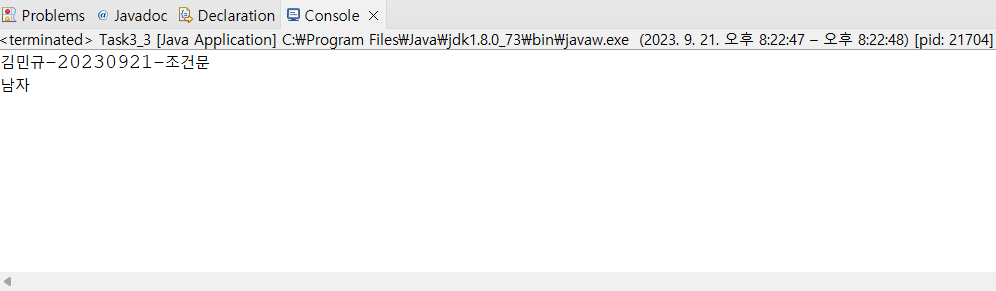 Problems @ Javadoc Declaration Console
<terminated> Task3_3 [Java Application] C:₩Program Files₩Java₩jdk1.8.0_73₩bin₩javaw.exe (2023. 9. 21. 오후 8:22:47 – 오후 8:22:48) [pid: 21704]
김민규-20230921-조건문
남자